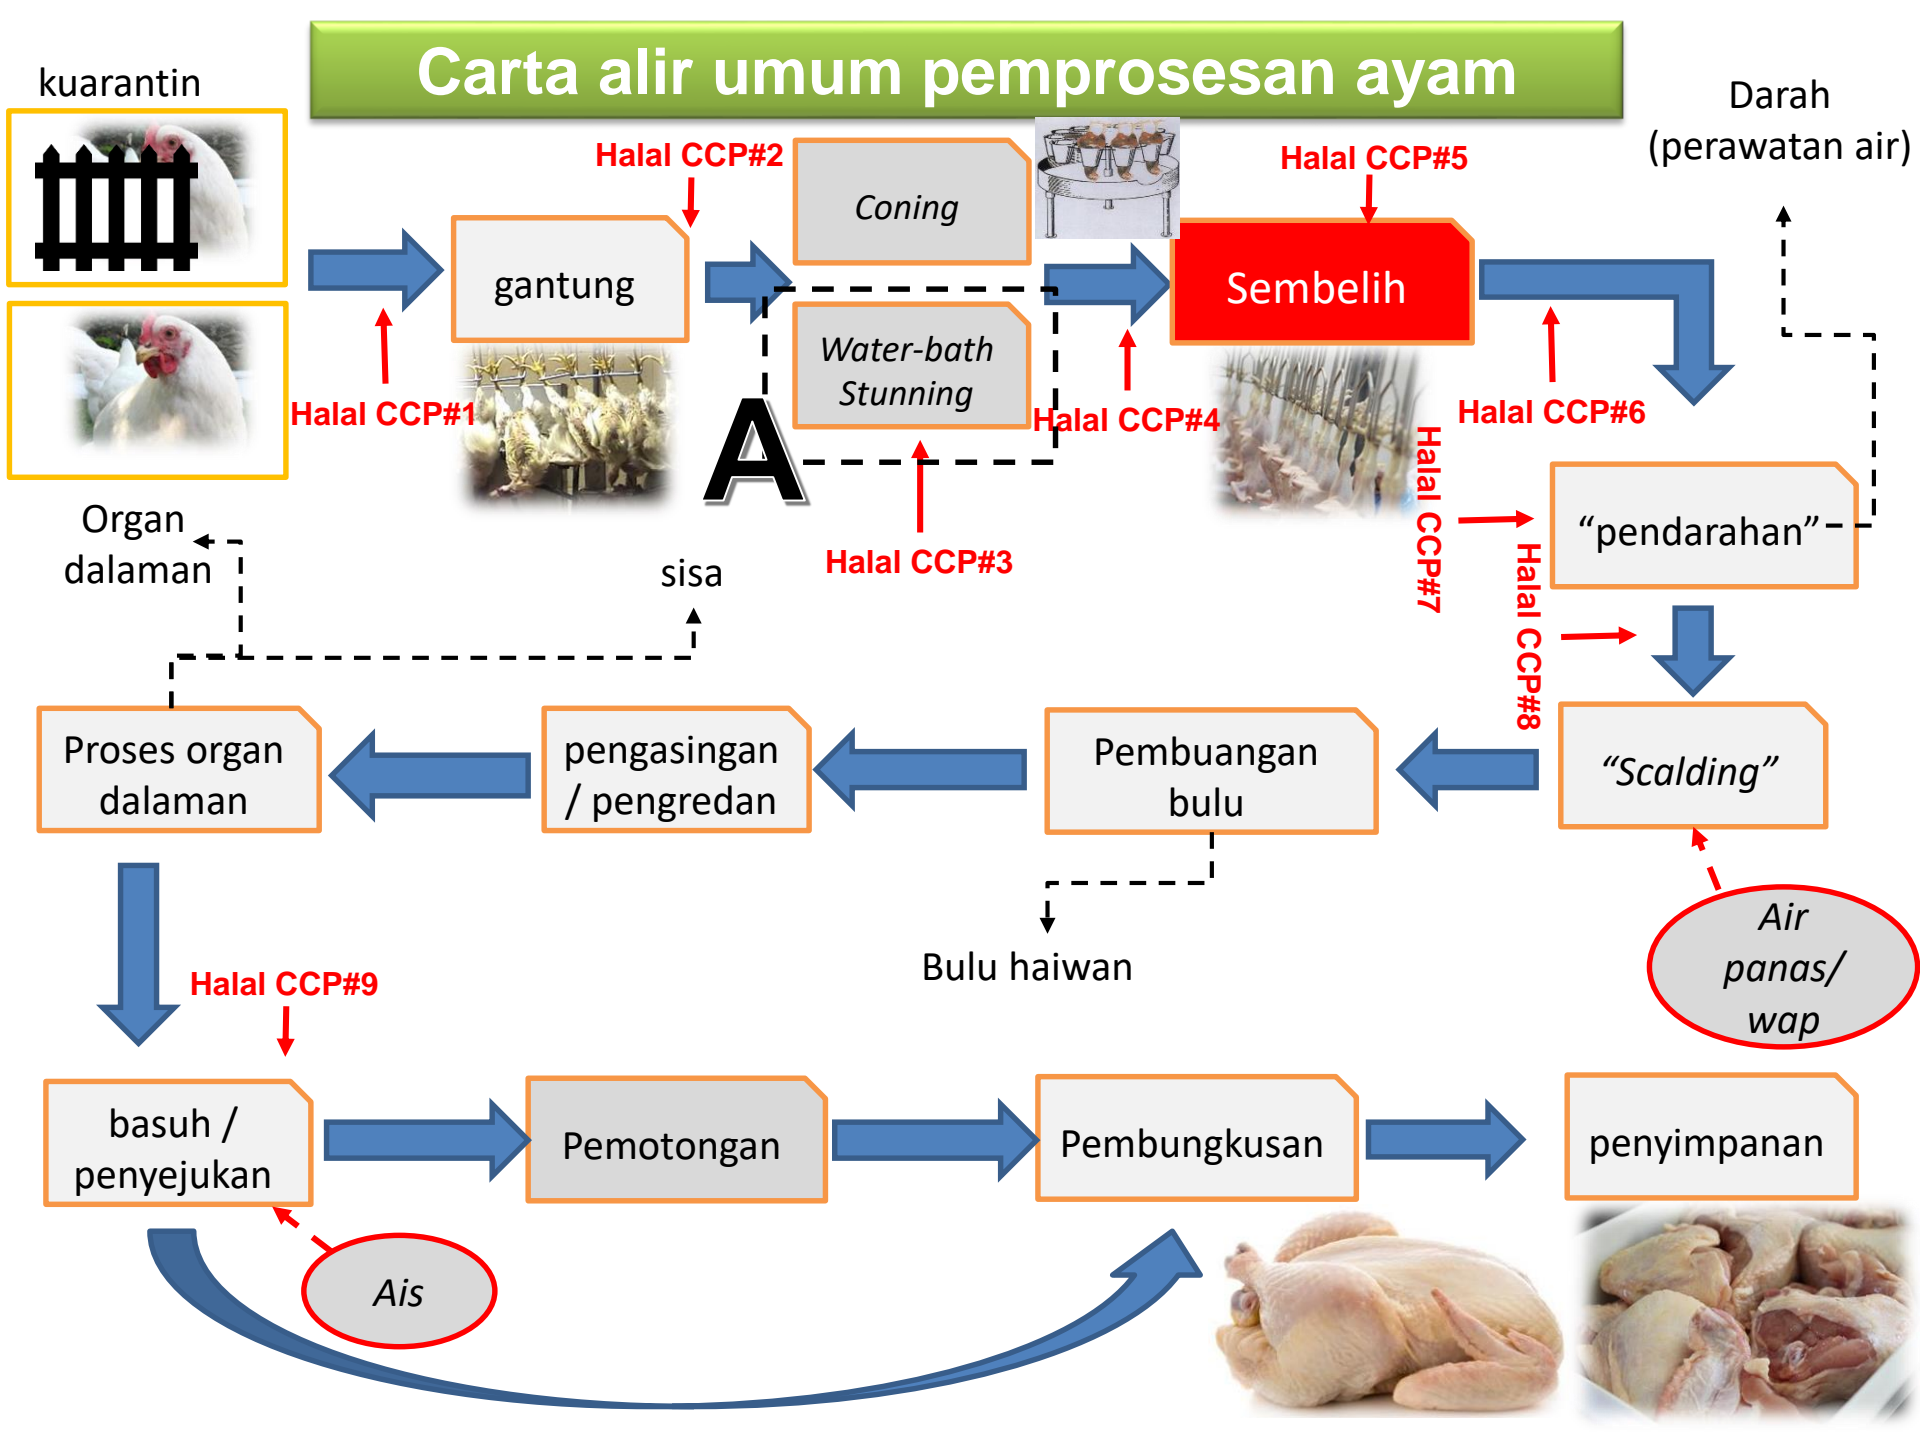 Carta alir umum pemprosesan ayam
kuarantin
Halal CCP#1
gantung
Halal CCP#2
Coning
Water-bath
Stunning
A
Halal CCP#3
Halal CCP#4
Halal CCP#5
Sembelih
Halal CCP#6
Darah
(perawatan air)
Halal CCP#7
“pendarahan”
Halal CCP#8
“Scalding”
Air
panas/
wap
Pembuangan
bulu
Bulu haiwan
pengasingan
/ pengredan
Proses organ
dalaman
Organ
dalaman
sisa
Halal CCP#9
basuh /
penyejukan
Ais
Pemotongan
Pembungkusan
penyimpanan